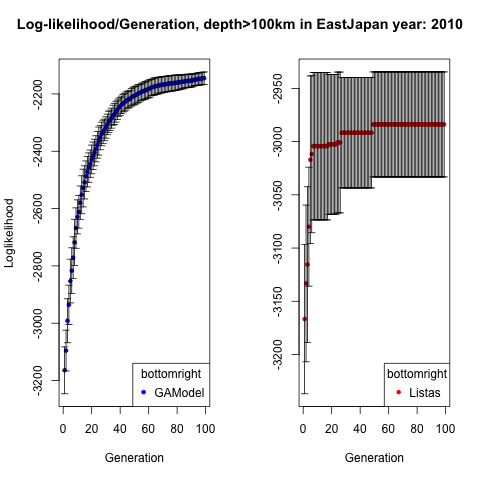 Log-likelihood/Generation, depth>100km in EastJapan year: 2010
Loglikelihood
-2200
-2400
-2600
-2800
-3000
-3200
bottomright
GAModel
0 20 40 60 80 100
Generation
-2950
-3000
-3050
-3100
-3150
-3200
bottomright
Listas
0 20 40 60 80 100
Generation